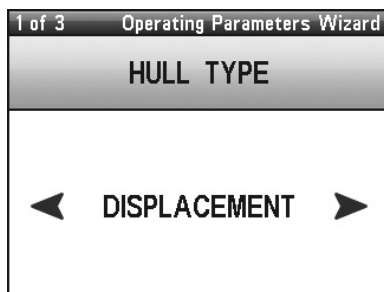 1 of 3 Operating Parameters Wizard
HULL TYPE
DISPLACEMENT